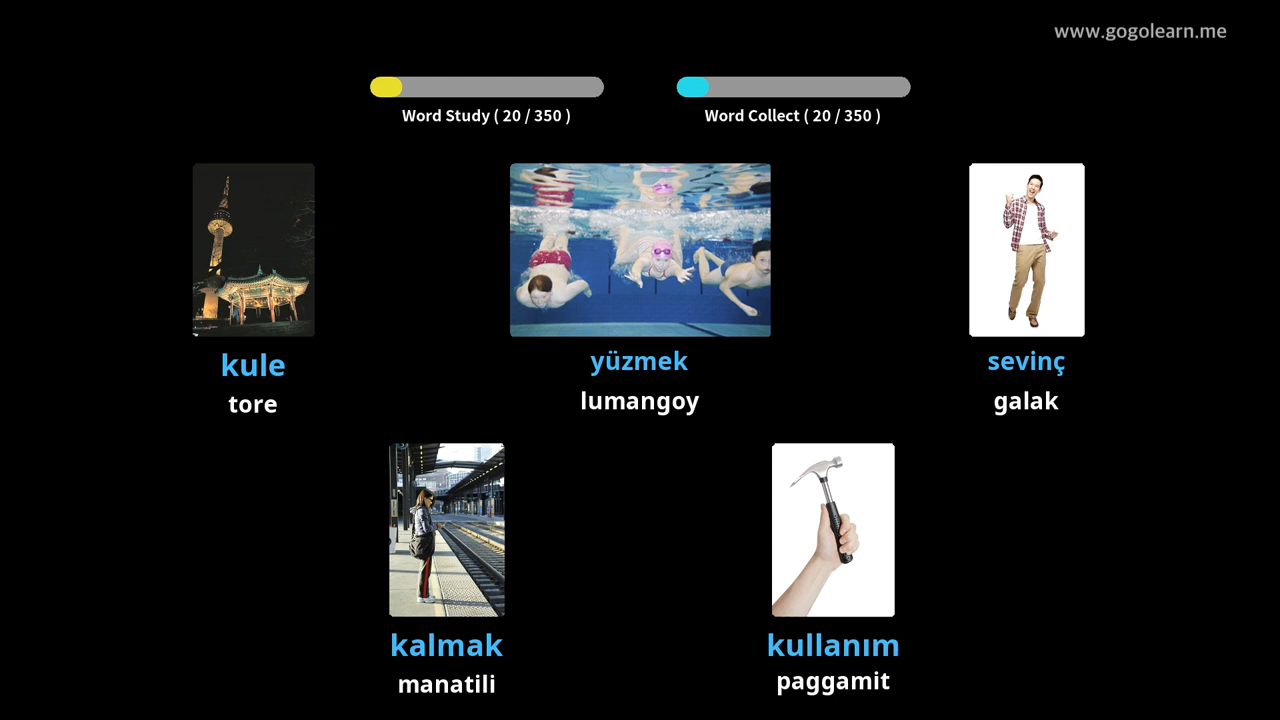 www.gogolearn.me
Word Study ( 20 / 350 )
Word Collect ( 20 / 350 )
kule
tore
yüzmek
lumangoy
sevinç
galak
kalmak
manatili
kullanım
paggamit